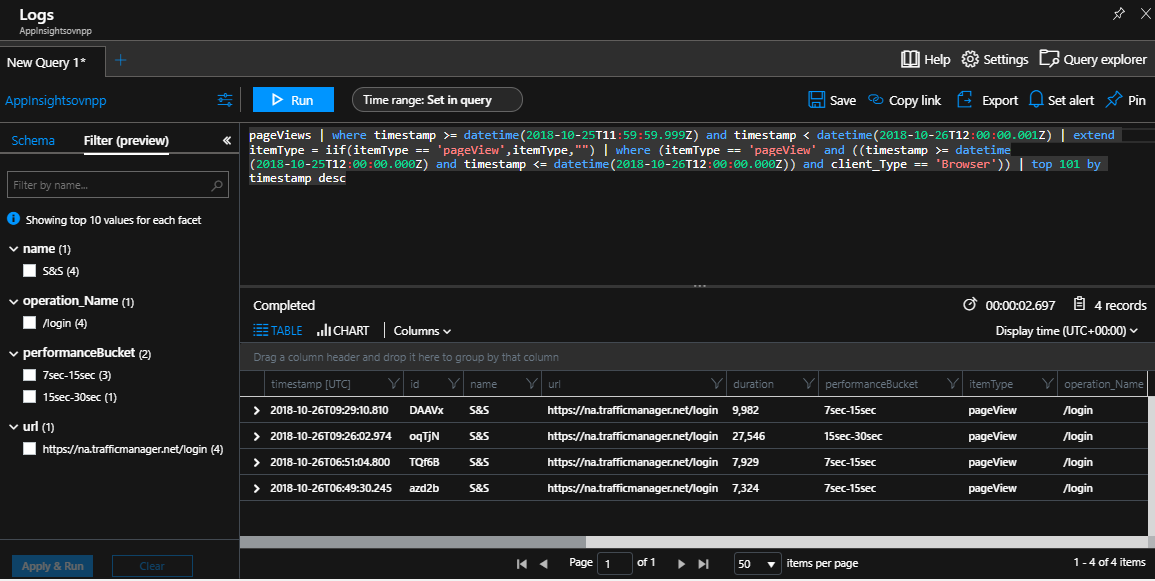 Logs
AppInsightsovnpp
New Query 1*
Help Settings Query explorer
AppInsightsovnpp
Run
Time range: Set in query
Save Copy link Export Set alert Pin
Schema Filter (preview)
Filter by name...
Showing top 10 values for each facet
name (1)
S&S (4)
operation_Name (1)
/login (4)
performanceBucket (2)
7sec-15sec (3)
15sec-30sec (1)
url (1)
https://na.trafficmanager.net/login (4)
Apply & Run Clear
pageViews | where timestamp >= datetime(2018-10-25T11:59:59.999Z) and timestamp < datetime(2018-10-26T12:00:00.001Z) | extend
itemType = iif(itemType == 'pageView',itemType,"") | where (itemType == 'pageView' and ((timestamp >= datetime
(2018-10-25T12:00:00.000Z) and timestamp <= datetime(2018-10-26T12:00:00.000Z)) and client_Type == 'Browser')) | top 101 by
timestamp desc
Completed 00:00:02.697 4 records
TABLE CHART Columns Display time (UTC+00:00)
Drag a column header and drop it here to group by that column
timestamp [UTC] id name url duration performanceBucket itemType operation_Name
2018-10-26T09:29:10.810 DAAVx S&S https://na.trafficmanager.net/login 9,982 7sec-15sec pageView /login
2018-10-26T09:26:02.974 oqTjN S&S https://na.trafficmanager.net/login 27,546 15sec-30sec pageView /login
2018-10-26T06:51:04.800 TQf6B S&S https://na.trafficmanager.net/login 7,929 7sec-15sec pageView /login
2018-10-26T06:49:30.245 azd2b S&S https://na.trafficmanager.net/login 7,324 7sec-15sec pageView /login
Page 1 of 1 50 items per page 1 - 4 of 4 items